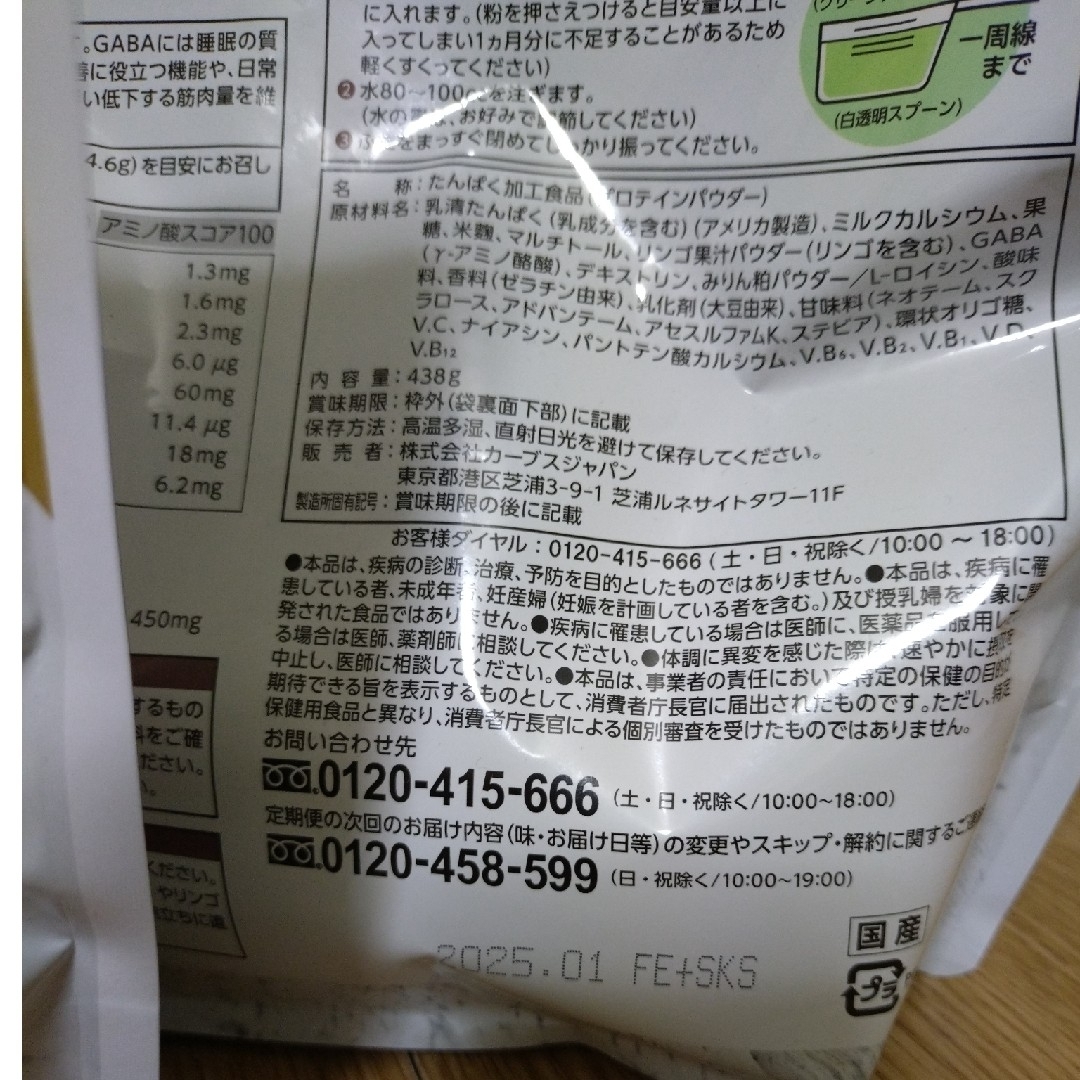 。GABAには睡眠の質
善に役立つ機能や、日常
い低下する筋肉量を維
4.6g)を目安にお召し
アミノ酸スコア100
1.3mg
1.6mg
2.3mg
6.0 μg
60mg
11.4 μg
18mg
6.2mg
450mg
するもの
料をご確
ださい。
ください。
やリンゴ
に入れます。(粉を押さえつけると目安量以上に
入ってしまい1ヵ月分に不足することがあるため
軽くすくってください)
❷水80〜100ccを注ぎます。
(水の量は、お好みで調節してください)
❸ふたをまっすぐ閉めてしっかり振ってください。
一周線
まで
(白透明スプーン)
名称:たんぱく加工食品(プロテインパウダー)
原材料名:乳清たんぱく(乳成分を含む)(アメリカ製造)、ミルクカルシウム、果
糖、米麹、マルチトール、リンゴ果汁パウダー(リンゴを含む)、GABA
(γ-アミノ酪酸)、デキストリン、みりん粕パウダー/L-ロイシン、酸味
料、香料(ゼラチン由来)、乳化剤(大豆由来)、甘味料(ネオテーム、スク
ラロース、アドバンテーム、アセスルファムK、ステビア)、環状オリゴ糖、
V.C、ナイアシン、パントテン酸カルシウム、V.B₆、V.B₂、V.B₁、V.D、
V.B₁₂
内容量:438g
賞味期限:枠外(袋裏面下部)に記載
保存方法:高温多湿、直射日光を避けて保存してください。
販売者:株式会社カーブスジャパン
東京都港区芝浦3-9-1 芝浦ルネサイトタワー11F
製造所固有記号:賞味期限の後に記載
お客様ダイヤル:0120-415-666(土・日・祝除く/10:00 〜 18:00)
●本品は、疾病の診断、治療、予防を目的としたものではありません。●本品は、疾病に罹
患している者、未成年者、妊産婦(妊娠を計画している者を含む。)及び授乳婦を対象に開
発された食品ではありません。●疾病に罹患している場合は医師に、医薬品を服用して
る場合は医師、薬剤師に相談してください。●体調に異変を感じた際は、速やかに摂取を
中止し、医師に相談してください。●本品は、事業者の責任において特定の保健の目的が
期待できる旨を表示するものとして、消費者庁長官に届出されたものです。ただし、特定
保健用食品と異なり、消費者庁長官による個別審査を受けたものではありません。
お問い合わせ先
0120-415-666(土・日・祝除く/10:00〜18:00)
定期便の次回のお届け内容(味・お届け日等)の変更やスキップ・解約に関するご連絡
0120-458-599(日・祝除く/10:00〜19:00)
2025.01 FE+SKS
国産
プラ